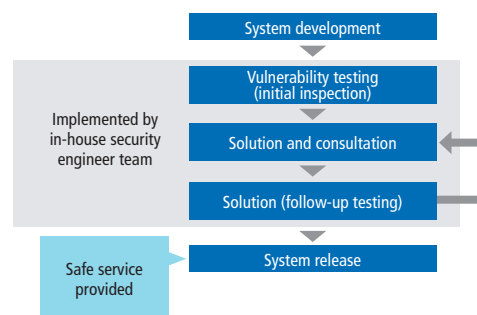 System development
Vulnerability testing
(initial inspection)
Implemented by
in-house security
engineer team
Solution and consultation
Solution (follow-up testing)
System release
Safe service
provided